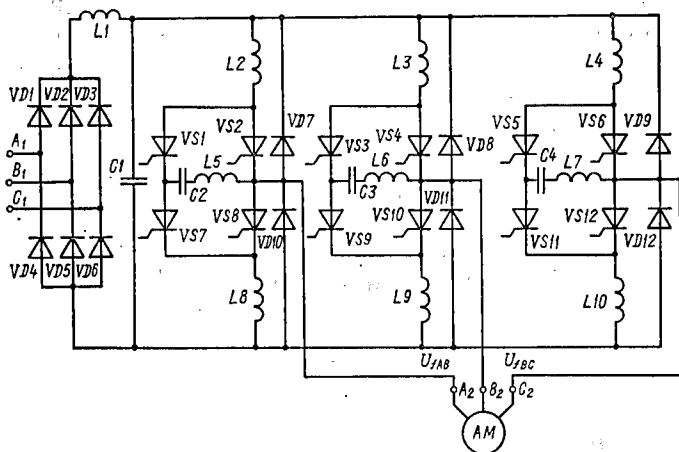 L1
L2 L3 L4
VD1 VD2 VD3
VS1 VS2 VD7 VS3 VS4 VD8 VS5 VS6 VD9
A1
B1
C1
C1
C2 L5 C3 L6 C4 L7
VS7 VS8 VD10 VS9 VS10 VD11 VS11 VS12 VD12
VD4 VD5 VD6
L8 L9 L10
U1AB U1BC
A2 B2 C2
AM